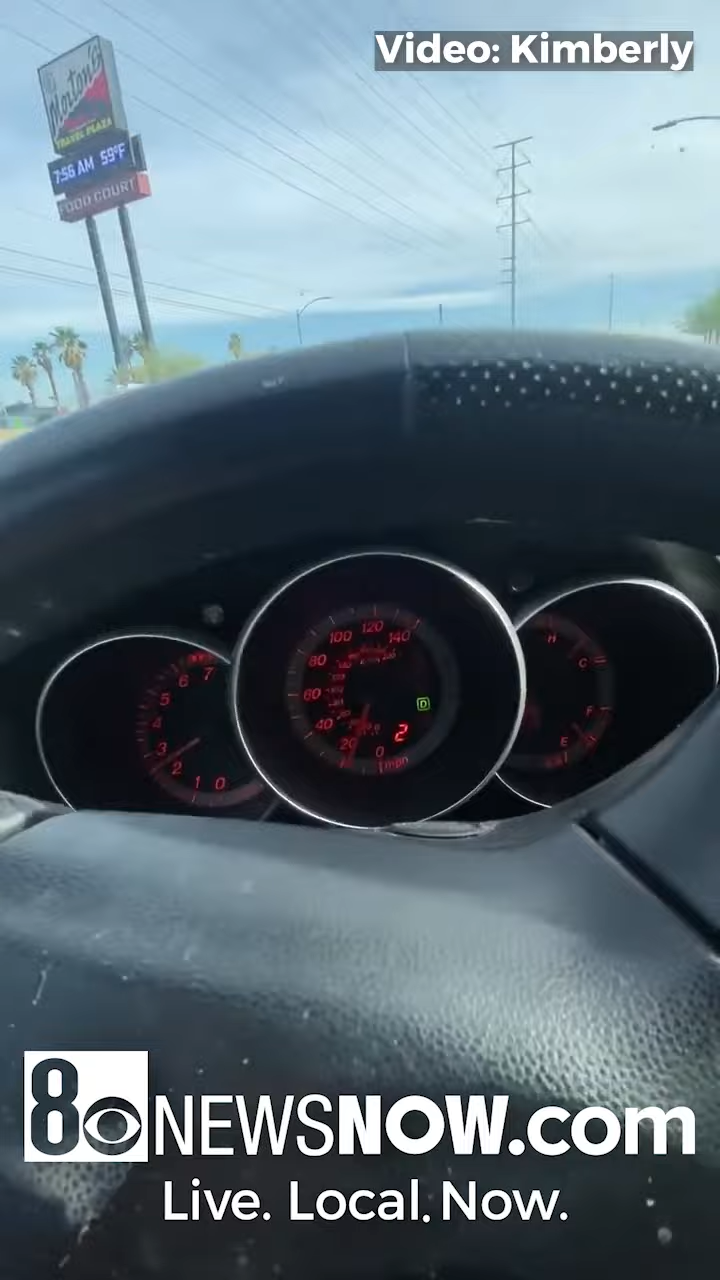 Video: Kimberly
Morton's
TRAVEL PLAZA
7:56 AM 59°F
FOOD COURT
100 120 140
80
60
40
20
0
2
D
7
6
5
4
3
2
1 0
H
C
F
E
8 NEWSNOW.com
Live. Local. Now.